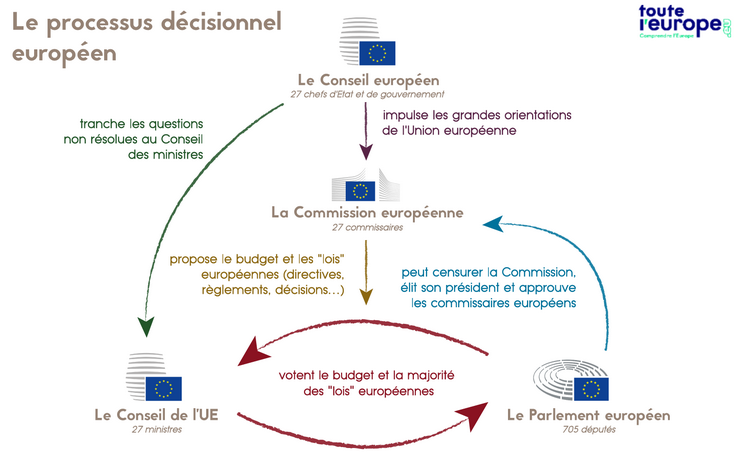 Le processus décisionnel
européen
toute
l'europe.eu
Comprendre l'Europe
Le Conseil européen
27 chefs d'Etat et de gouvernement
tranche les questions
non résolues au Conseil
des ministres
impulse les grandes orientations
de l'Union européenne
La Commission européenne
27 commissaires
propose le budget et les "lois"
européennes (directives,
règlements, décisions...)
peut censurer la Commission,
élit son président et approuve
les commissaires européens
votent le budget et la majorité
des "lois" européennes
Le Conseil de l'UE
27 ministres
Le Parlement européen
705 députés